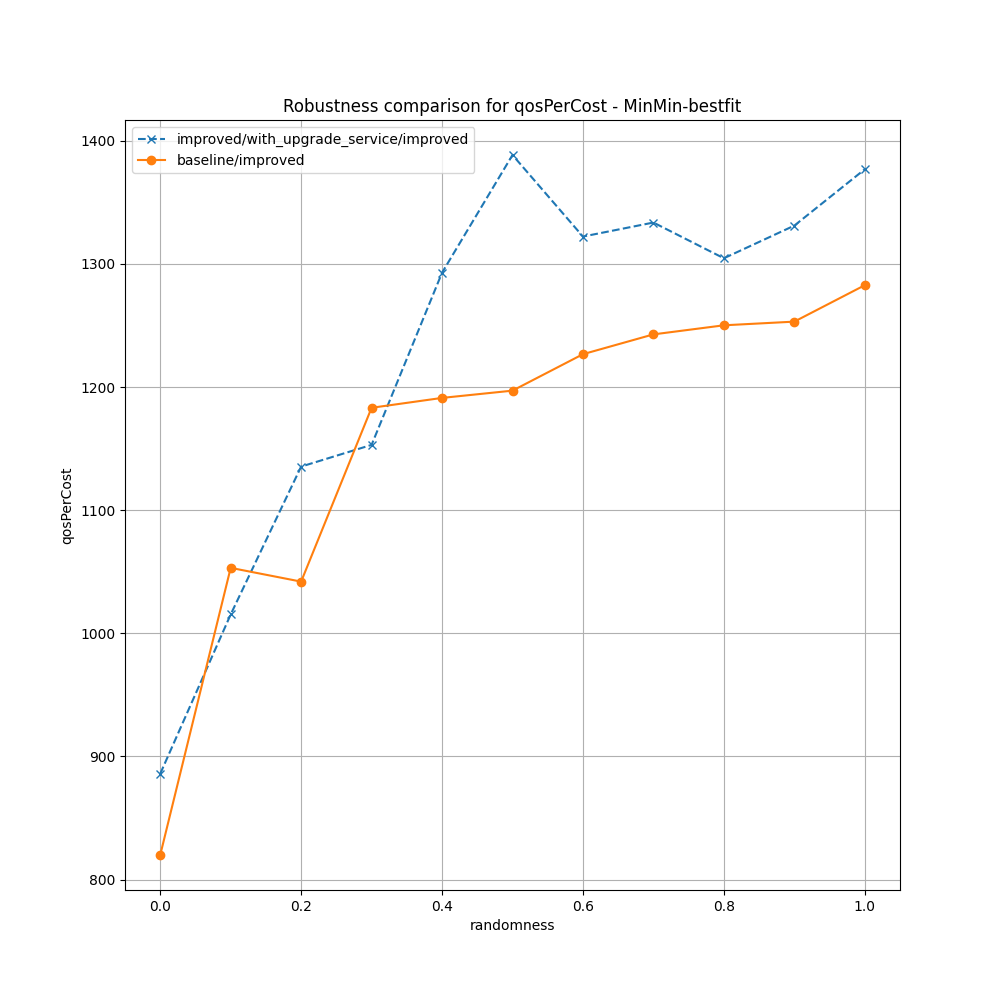 Robustness comparison for qosPerCost - MinMin-bestfit
improved/with_upgrade_service/improved
baseline/improved
1400
1300
1200
1100
1000
900
800
qosPerCost
0.0 0.2 0.4 0.6 0.8 1.0
randomness